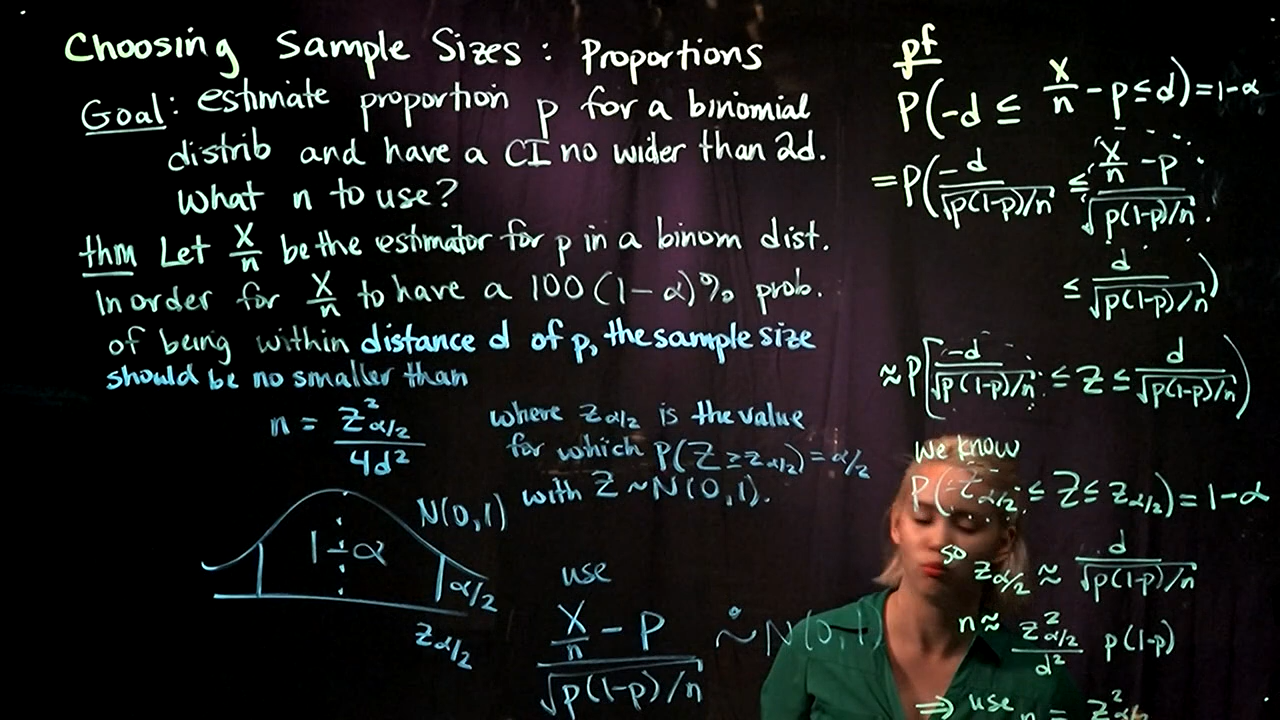 Choosing Sample Sizes: Proportions
Goal: estimate proportion p for a binomial
distrib and have a CI no wider than 2d.
What n to use?
thm Let X/n be the estimator for p in a binom dist.
In order for X/n to have a 100(1-α)% prob.
of being within distance d of p, the sample size
should be no smaller than
n = z²α/2 / 4d²
where zα/2 is the value
for which P(Z ≥ zα/2) = α/2
with Z ~ N(0,1).
N(0,1)
1-α
α/2
zα/2
use
(X/n - p) / √p(1-p)/n ~̇ N(0,1)
pf
P(-d ≤ X/n - p ≤ d) = 1-α
= P(-d / √p(1-p)/n ≤ (X/n - p) / √p(1-p)/n
≤ d / √p(1-p)/n)
≈ P[-d / √p(1-p)/n ≤ Z ≤ d / √p(1-p)/n)
we know
P(-zα/2 ≤ Z ≤ zα/2) = 1-α
so zα/2 ≈ d / √p(1-p)/n
n ≈ z²α/2 / d² p(1-p)
⇒ use n = z²α/2